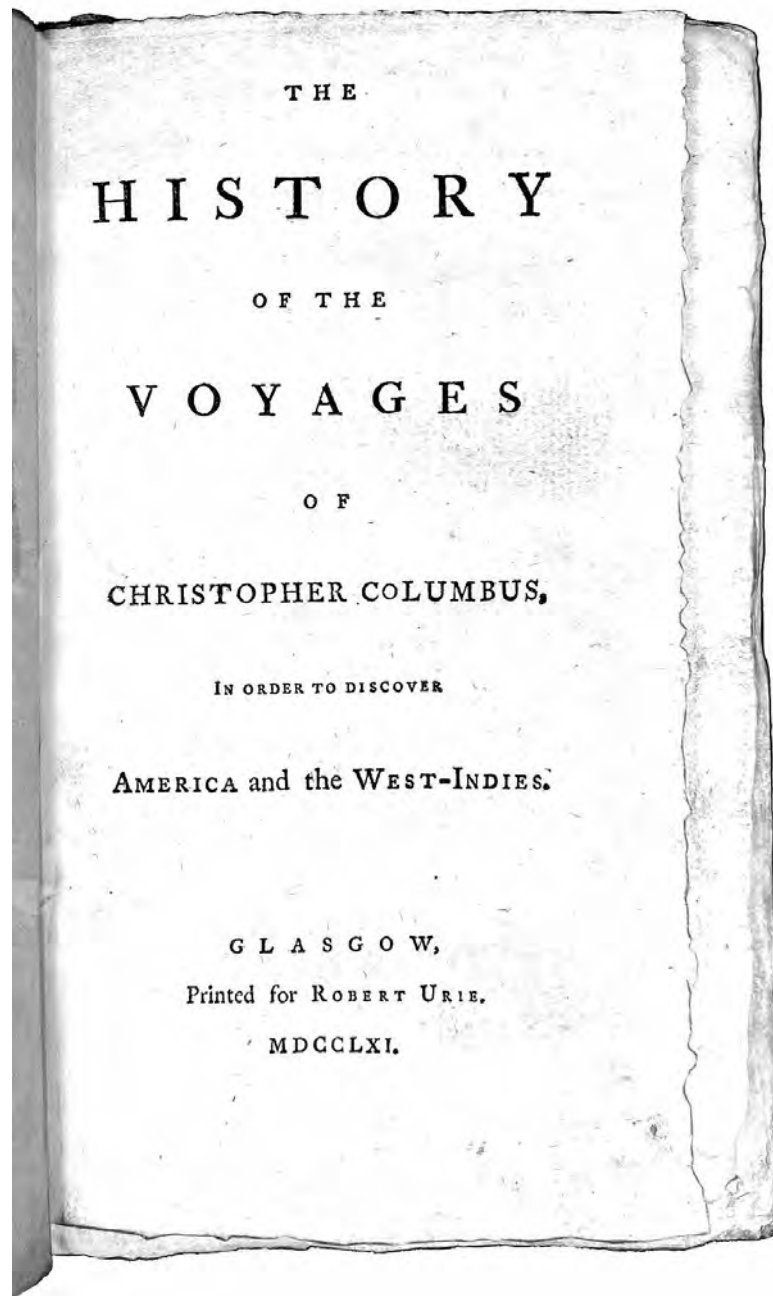 THE
HISTORY
OF THE
VOYAGES
OF
CHRISTOPHER COLUMBUS,
IN ORDER TO DISCOVER
AMERICA and the WEST-INDIES.
GLASGOW,
Printed for ROBERT URIE.
MDCCLXI.